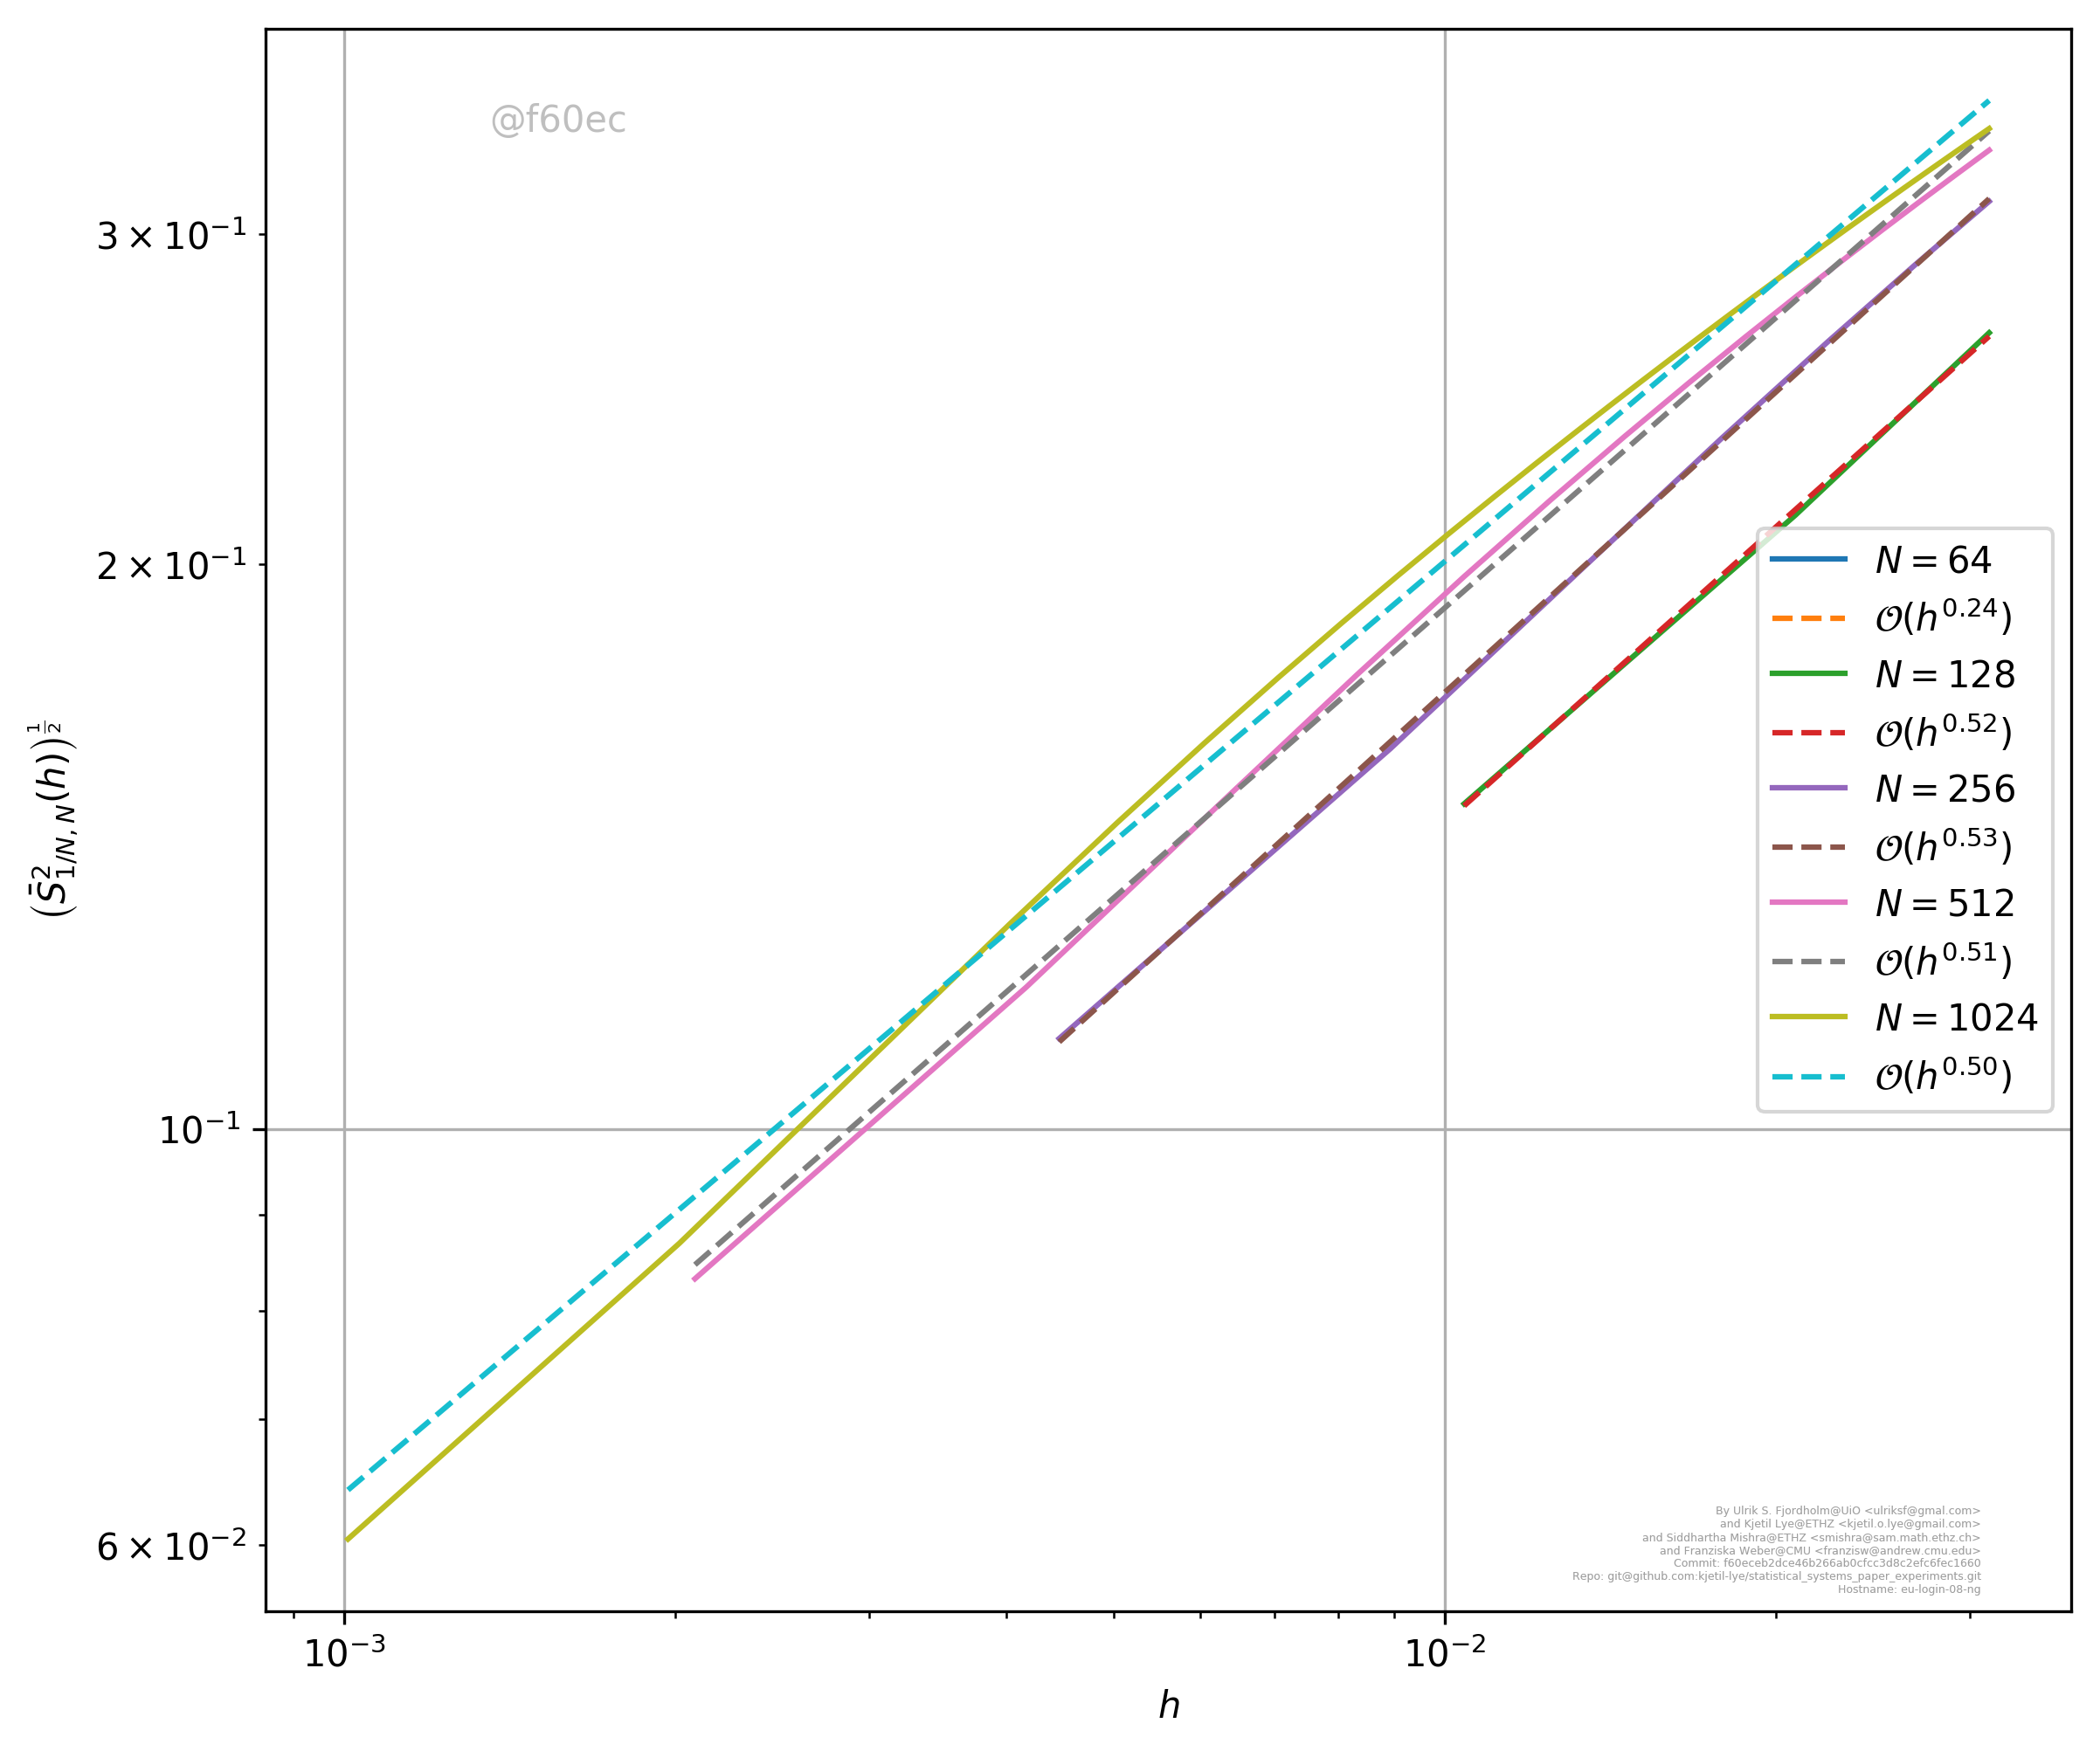 @f60ec
3 × 10⁻¹
2 × 10⁻¹
10⁻¹
6 × 10⁻²
(S̄²₁/N, N(h))^½
N = 64
𝒪(h^0.24)
N = 128
𝒪(h^0.52)
N = 256
𝒪(h^0.53)
N = 512
𝒪(h^0.51)
N = 1024
𝒪(h^0.50)
By Ulrik S. Fjordholm@UiO <ulriksf@gmal.com>
and Kjetil Lye@ETHZ <kjetil.o.lye@gmail.com>
and Siddhartha Mishra@ETHZ <smishra@sam.math.ethz.ch>
and Franziska Weber@CMU <franzisw@andrew.cmu.edu>
Commit: f60eceb2dce46b266ab0cfcc3d8c2efc6fec1660
Repo: git@github.com:kjetil-lye/statistical_systems_paper_experiments.git
Hostname: eu-login-08-ng
10⁻³
10⁻²
h